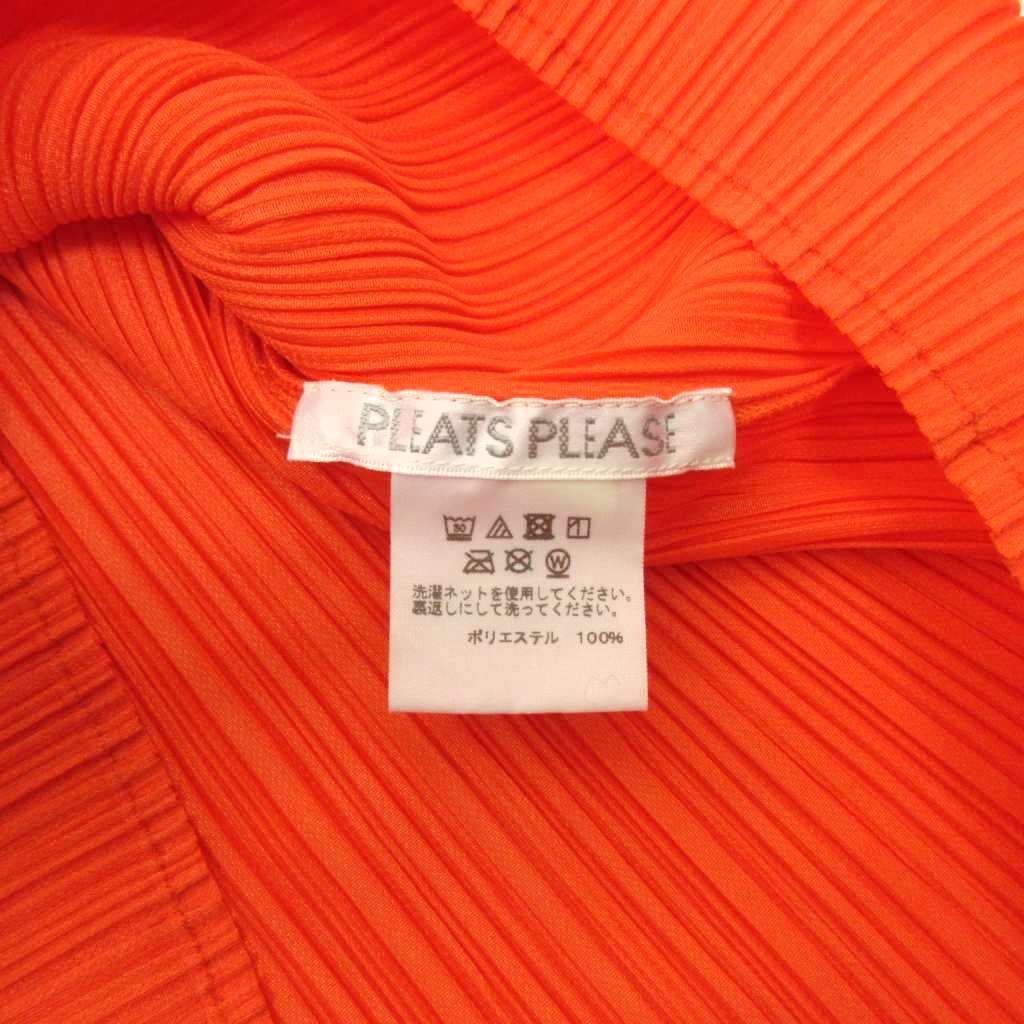 PLEATS PLEASE
30
W
洗濯ネットを使用してください。
裏返しにして洗ってください。
ポリエステル 100%